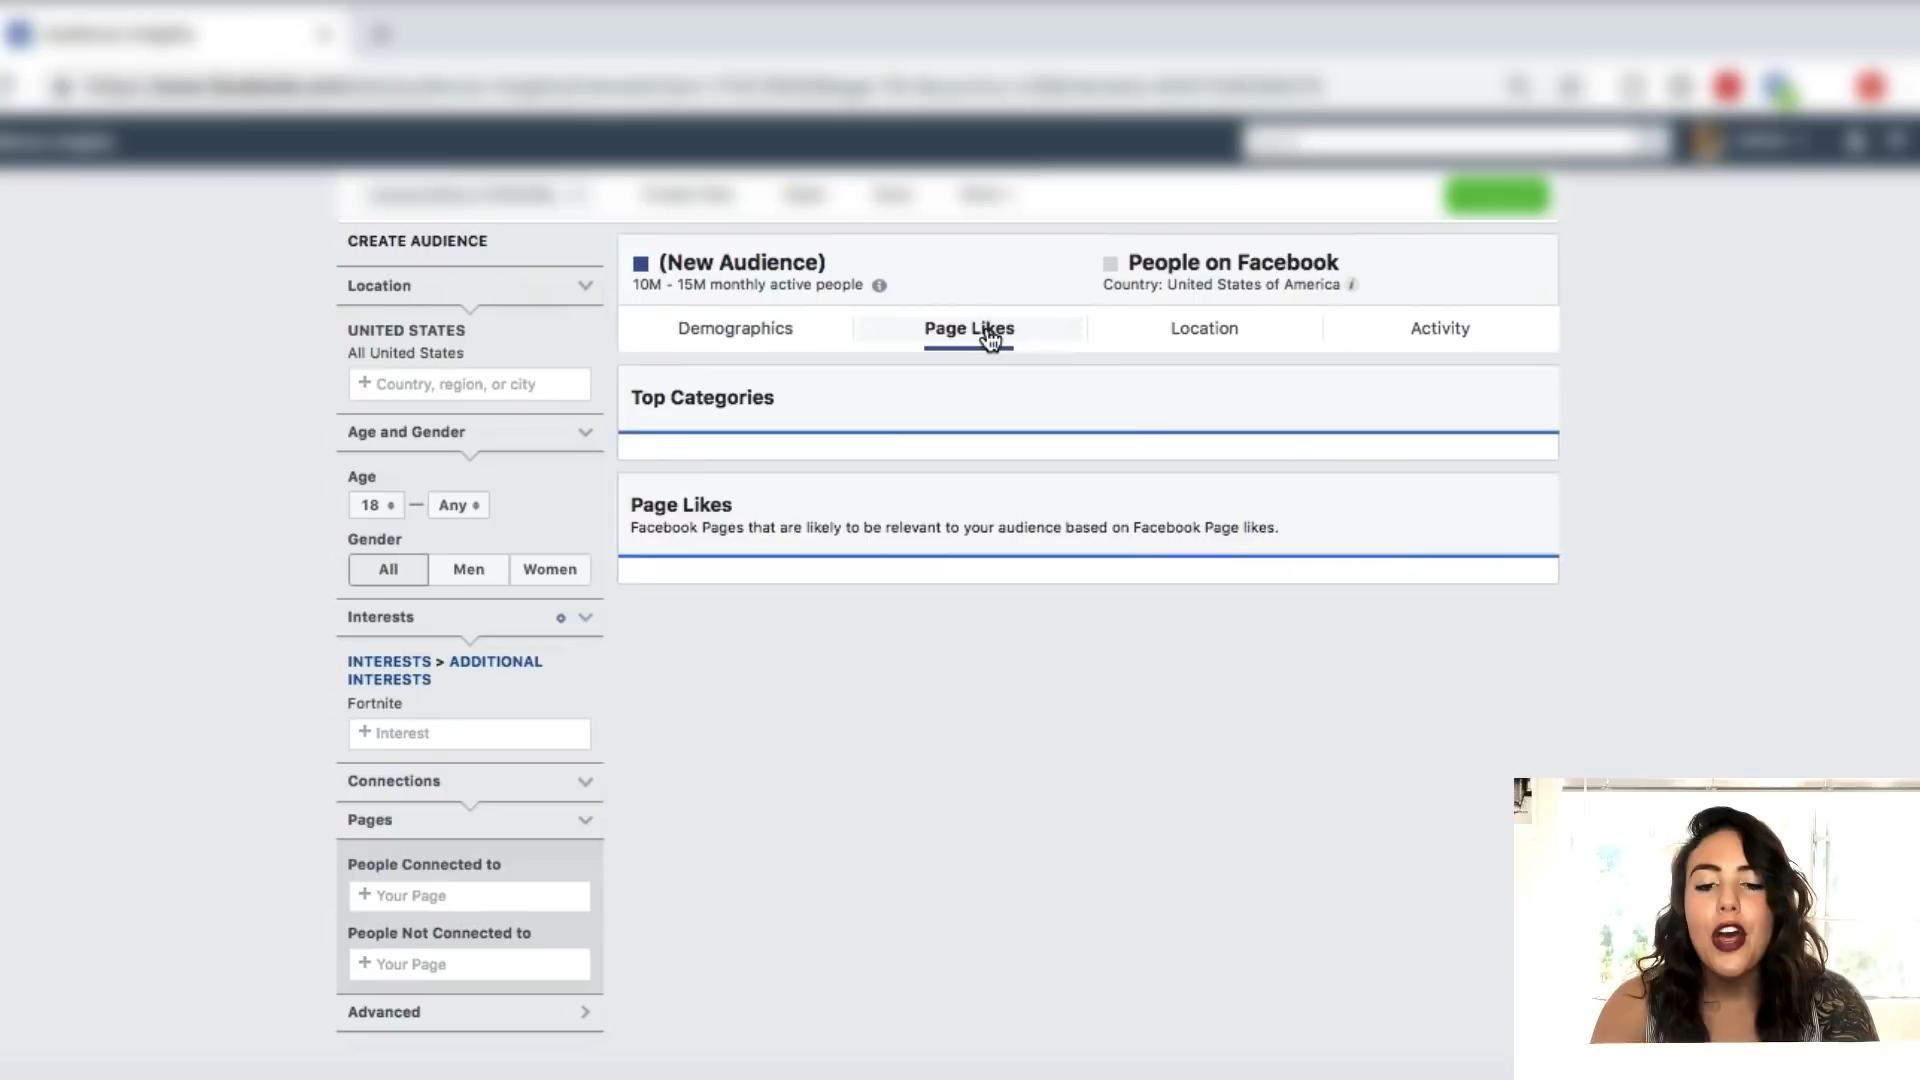 CREATE AUDIENCE
Location
UNITED STATES
All United States
+ Country, region, or city
Age and Gender
Age
18 — Any
Gender
All Men Women
Interests
INTERESTS > ADDITIONAL
INTERESTS
Fortnite
+ Interest
Connections
Pages
People Connected to
+ Your Page
People Not Connected to
+ Your Page
Advanced
(New Audience)
10M - 15M monthly active people
People on Facebook
Country: United States of America
Demographics
Page Likes
Location
Activity
Top Categories
Page Likes
Facebook Pages that are likely to be relevant to your audience based on Facebook Page likes.